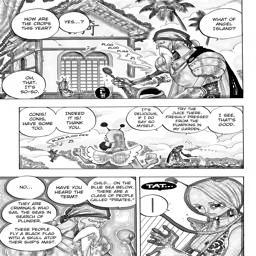 WHAT OF
ANGEL
ISLAND?
YES...?
HOW ARE
THE CROPS
THIS YEAR?
OH,
THAT.
IT'S
SO-SO.
I SEE,
THAT'S
GOOD.
TRY THE
JUICE THERE,
FRESHLY PRESSED
FROM THE
PUMPKINS IN
MY GARDEN.
IT'S
DELICIOUS,
IF I DO
SAY SO
MYSELF.
INDEED
IT IS!
THANK
YOU.
CONIS!
CONIS,
HAVE SOME
TOO.
TAT...
CHILD... ON THE
BLUE SEA BELOW,
THERE ARE A
CLASS OF PEOPLE
CALLED
"PIRATES."
HAVE YOU
HEARD THE
TERM?
NO...
THEY ARE
CRIMINALS WHO
SAIL THE SEAS IN
SEARCH OF
PLUNDER.
THESE PEOPLE
FLY A BLACK FLAG
WITH A SKULL ATOP
THEIR SHIP'S MAST.